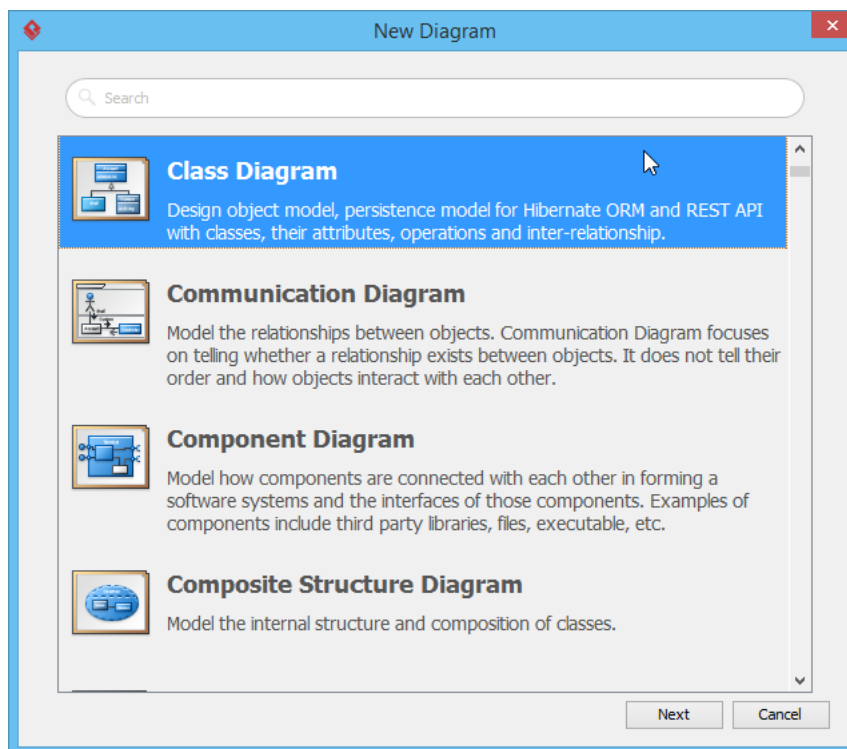 New Diagram
Search
Class Diagram
Design object model, persistence model for Hibernate ORM and REST API
with classes, their attributes, operations and inter-relationship.
Communication Diagram
Model the relationships between objects. Communication Diagram focuses
on telling whether a relationship exists between objects. It does not tell their
order and how objects interact with each other.
Component Diagram
Model how components are connected with each other in forming a
software systems and the interfaces of those components. Examples of
components include third party libraries, files, executable, etc.
Composite Structure Diagram
Model the internal structure and composition of classes.
Next
Cancel